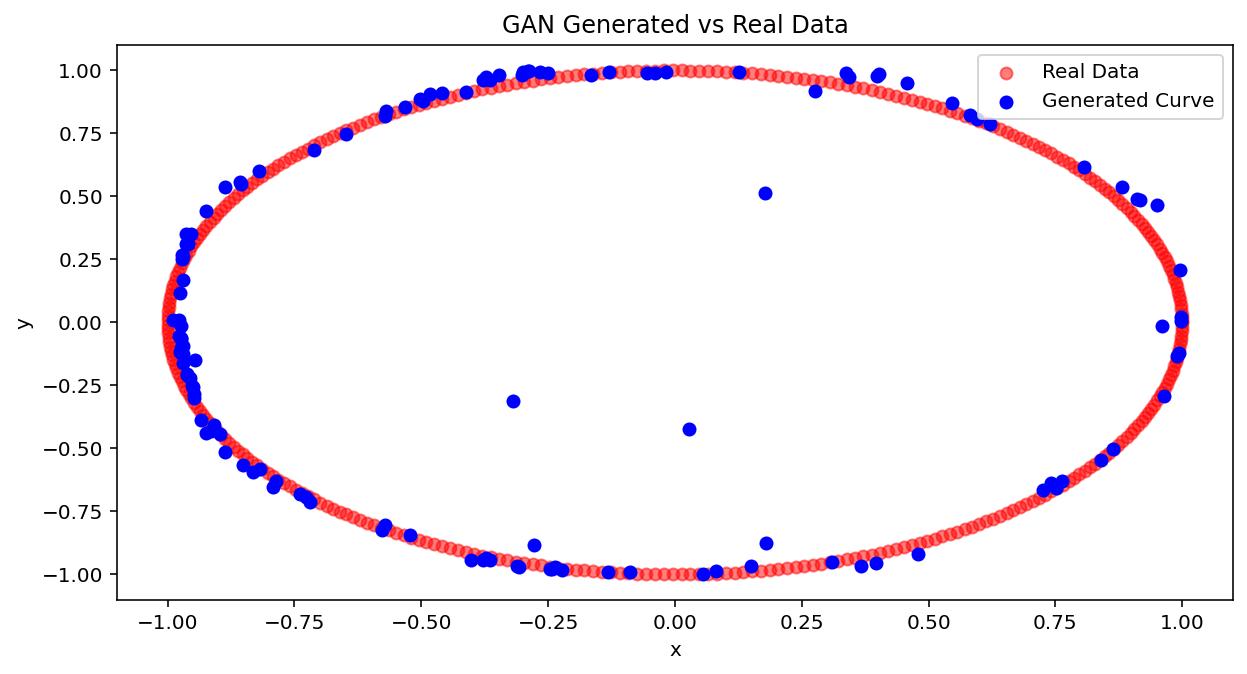 GAN Generated vs Real Data
Real Data
Generated Curve
1.00
0.75
0.50
0.25
0.00
−0.25
−0.50
−0.75
−1.00
y
−1.00 −0.75 −0.50 −0.25 0.00 0.25 0.50 0.75 1.00
x